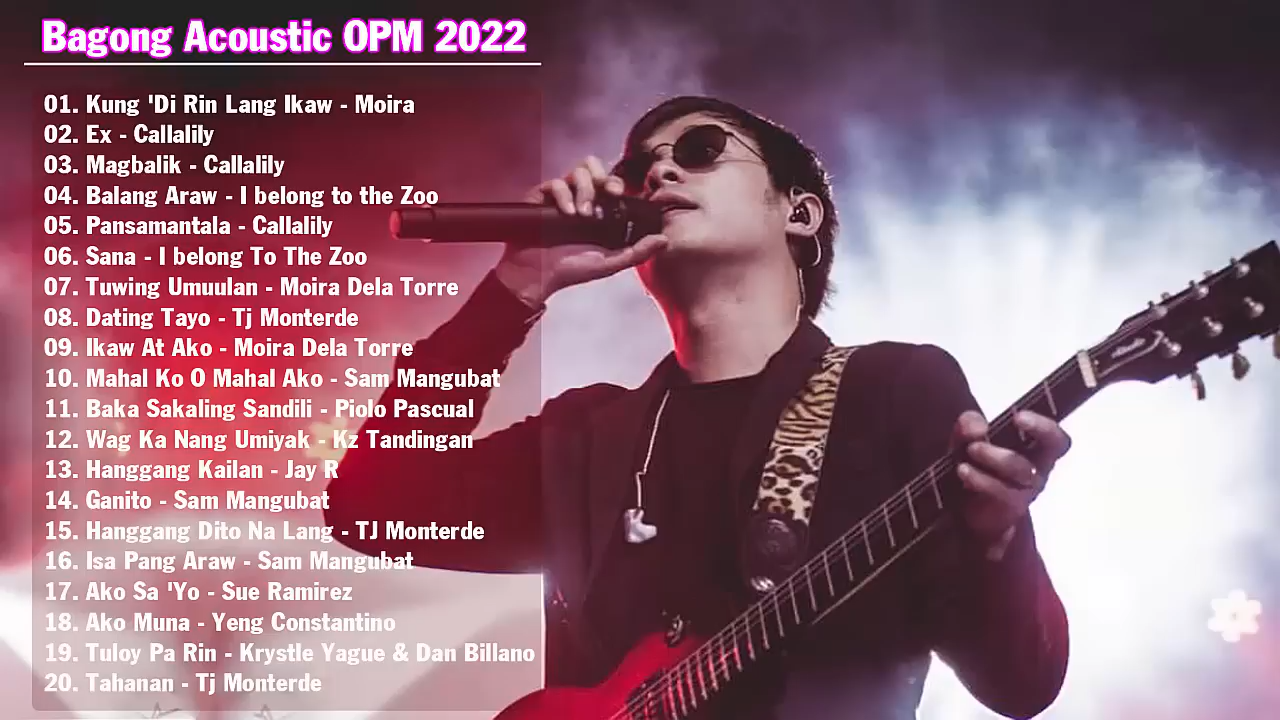 Bagong Acoustic OPM 2022
01. Kung 'Di Rin Lang Ikaw - Moira
02. Ex - Callalily
03. Magbalik - Callalily
04. Balang Araw - I belong to the Zoo
05. Pansamantala - Callalily
06. Sana - I belong To The Zoo
07. Tuwing Umuulan - Moira Dela Torre
08. Dating Tayo - Tj Monterde
09. Ikaw At Ako - Moira Dela Torre
10. Mahal Ko O Mahal Ako - Sam Mangubat
11. Baka Sakaling Sandili - Piolo Pascual
12. Wag Ka Nang Umiyak - Kz Tandingan
13. Hanggang Kailan - Jay R
14. Ganito - Sam Mangubat
15. Hanggang Dito Na Lang - TJ Monterde
16. Isa Pang Araw - Sam Mangubat
17. Ako Sa 'Yo - Sue Ramirez
18. Ako Muna - Yeng Constantino
19. Tuloy Pa Rin - Krystle Yague & Dan Billano
20. Tahanan - Tj Monterde